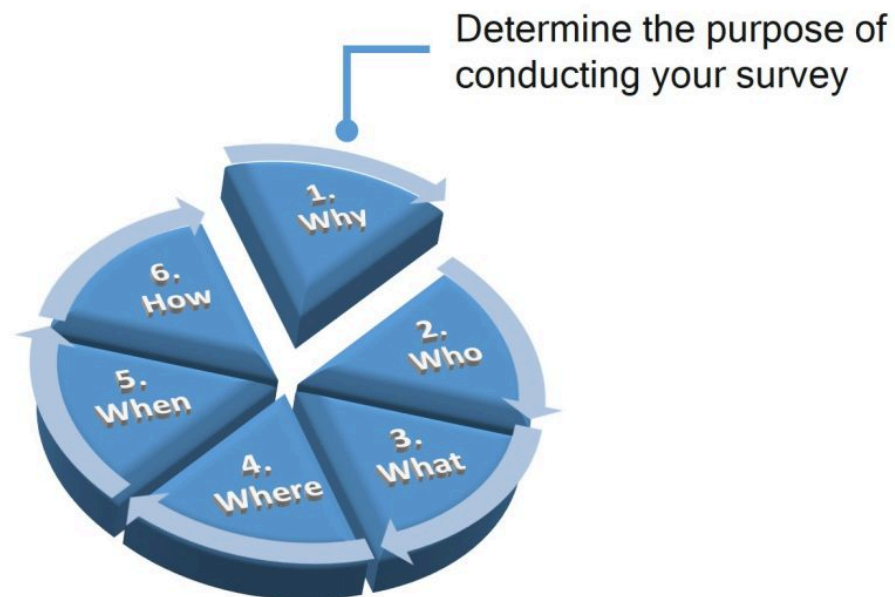 Determine the purpose of
conducting your survey
1.
Why
2.
Who
3.
What
4.
Where
5.
When
6.
How